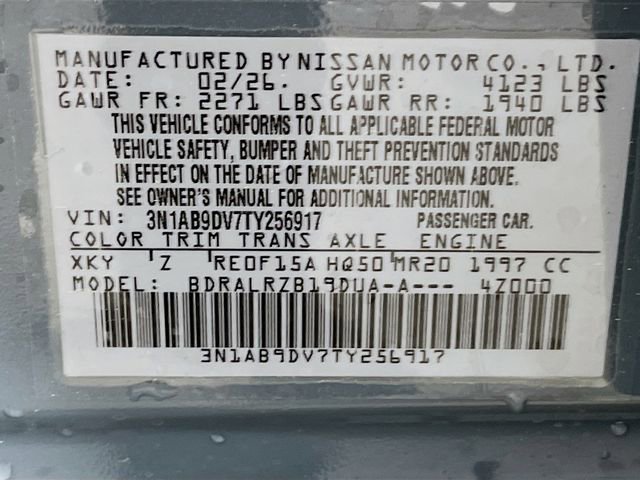 MANUFACTURED BY NISSAN MOTOR CO., LTD.
DATE: 02/26. GVWR: 4123 LBS
GAWR FR: 2271 LBS GAWR RR: 1940 LBS
THIS VEHICLE CONFORMS TO ALL APPLICABLE FEDERAL MOTOR
VEHICLE SAFETY, BUMPER AND THEFT PREVENTION STANDARDS
IN EFFECT ON THE DATE OF MANUFACTURE SHOWN ABOVE.
SEE OWNER'S MANUAL FOR ADDITIONAL INFORMATION.
VIN: 3N1AB9DV7TY256917 PASSENGER CAR.
COLOR TRIM TRANS AXLE ENGINE
XKY Z RE0F15A HQ50 MR20 1997 CC
MODEL: BDRALRZB19DUA-A--- 4Z000
3N1AB9DV7TY256917